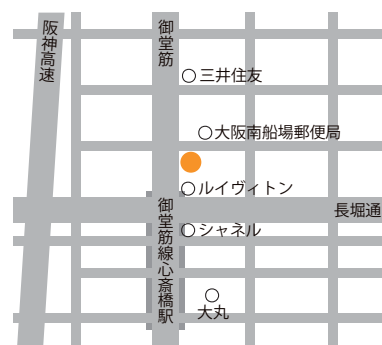 阪神高速
御堂筋
三井住友
大阪南船場郵便局
ルイヴィトン
長堀通
御堂筋線心斎橋駅
シャネル
大丸